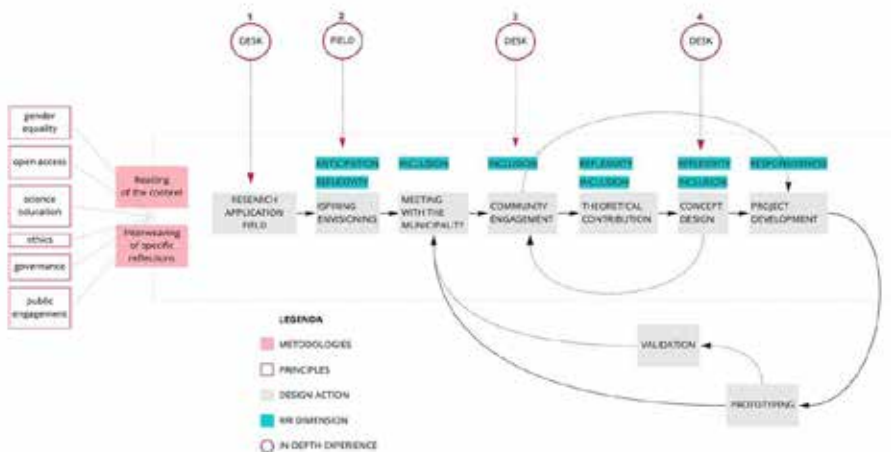 1
2
3
4
DESK
FIELD
DESK
DESK
gender
equality
open access
science
education
ethics
governance
public
engagement
Reading
of the context
Interweaving
of specific
reflections
ANTICIPATION
REFLEXIVITY
INCLUSION
INCLUSION
REFLEXIVITY
INCLUSION
REFLEXIVITY
INCLUSION
RESPONSIVENESS
RESEARCH
APPLICATION
FIELD
ISPIRING
ENVISIONING
MEETING
WITH THE
MUNICIPALITY
COMMUNITY
ENGAGEMENT
THEORETICAL
CONTRIBUTION
CONCEPT
DESIGN
PROJECT
DEVELOPMENT
VALIDATION
PROTOTYPING
LEGENDA
METODOLOGIES
PRINCIPLES
DESIGN ACTION
RRI DIMENSION
IN-DEPTH EXPERIENCE